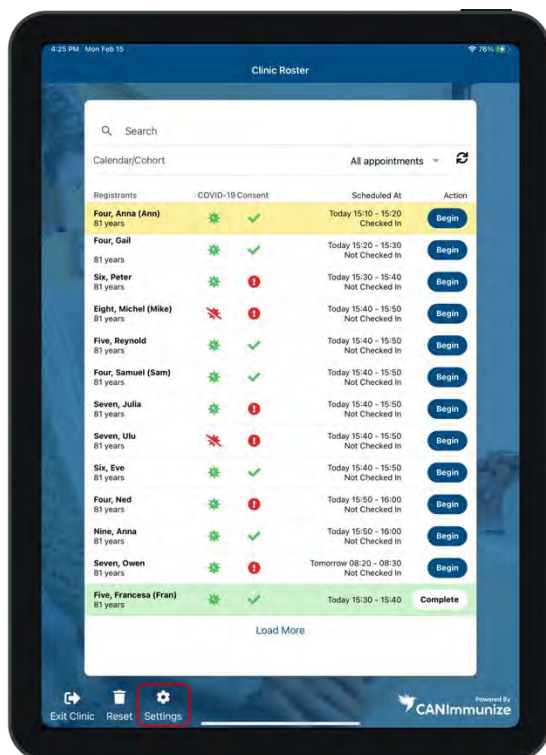 4:25 PM Mon Feb 15 76%
Clinic Roster
Search
Calendar/Cohort All appointments
Registrants COVID-19 Consent Scheduled At Action
Four, Anna (Ann) Today 15:10 - 15:20 Begin
81 years Checked In
Four, Gail Today 15:20 - 15:30 Begin
81 years Not Checked In
Six, Peter Today 15:30 - 15:40 Begin
81 years Not Checked In
Eight, Michel (Mike) Today 15:40 - 15:50 Begin
81 years Not Checked In
Five, Reynold Today 15:40 - 15:50 Begin
81 years Not Checked In
Four, Samuel (Sam) Today 15:40 - 15:50 Begin
81 years Not Checked In
Seven, Julia Today 15:40 - 15:50 Begin
81 years Not Checked In
Seven, Ulu Today 15:40 - 15:50 Begin
81 years Not Checked In
Six, Eve Today 15:40 - 15:50 Begin
81 years Not Checked In
Four, Ned Today 15:50 - 16:00 Begin
81 years Not Checked In
Nine, Anna Today 15:50 - 16:00 Begin
81 years Not Checked In
Seven, Owen Tomorrow 08:20 - 08:30 Begin
81 years Not Checked In
Five, Francesa (Fran) Today 15:30 - 15:40 Complete
81 years
Load More
Exit Clinic Reset Settings
Powered By
CANImmunize